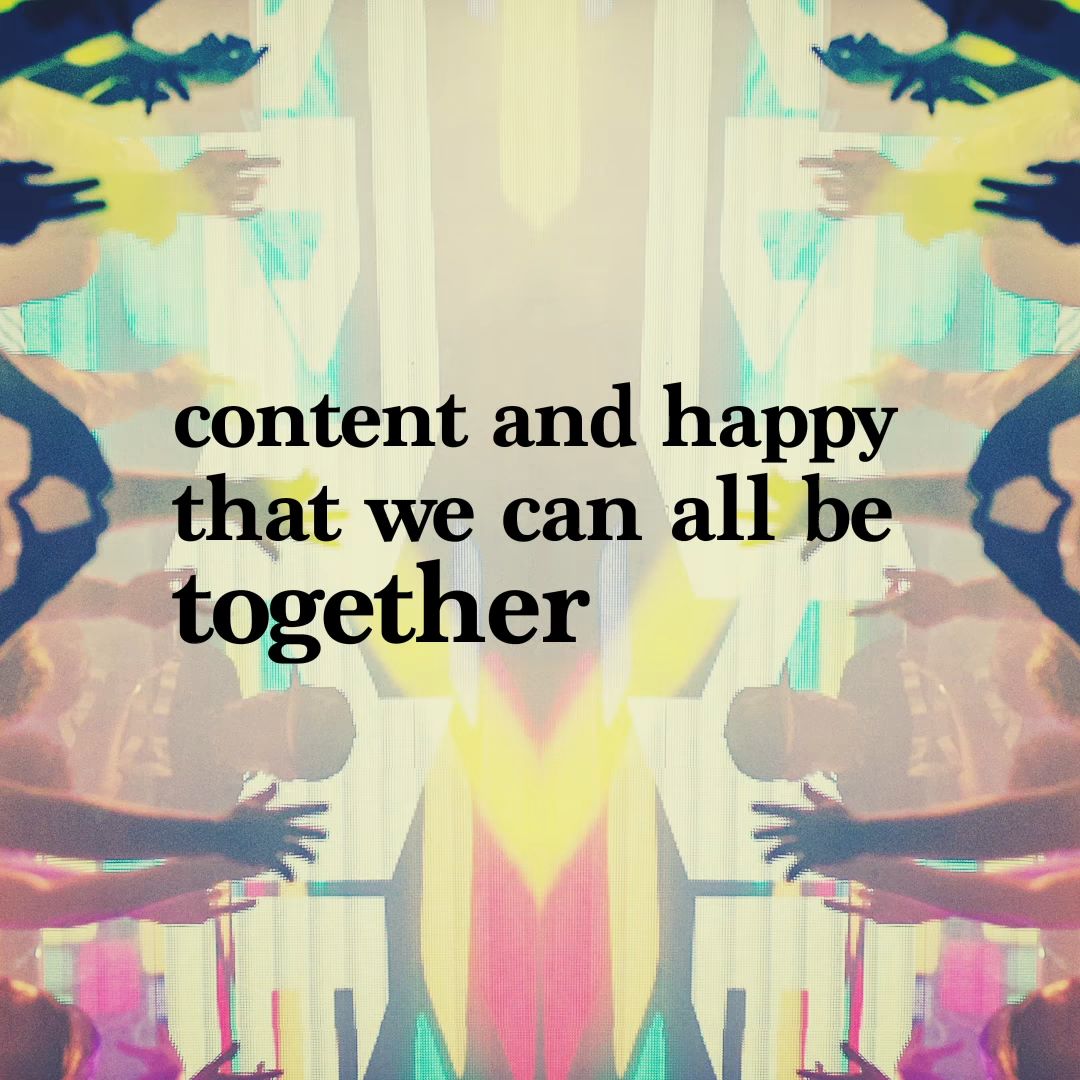 content and happy
that we can all be
together